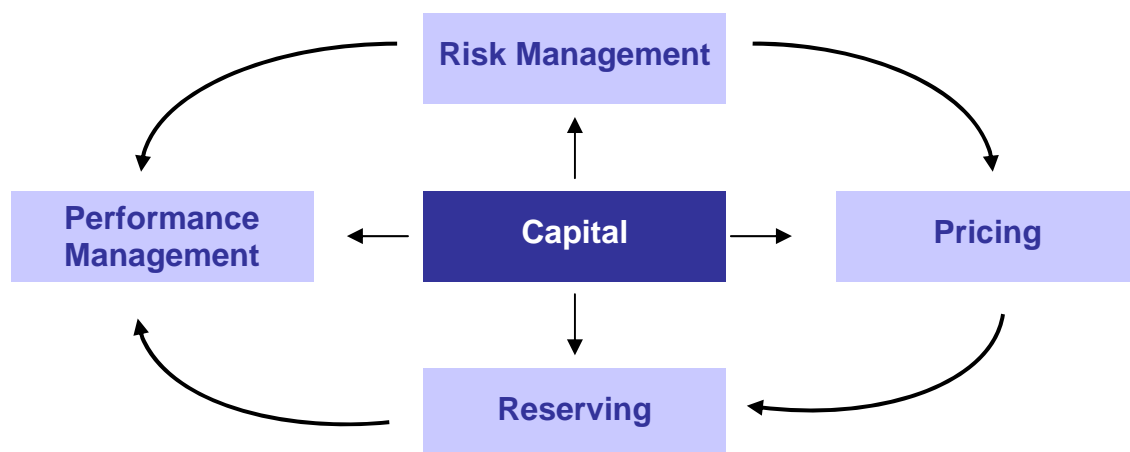 Risk Management
Performance
Management
Capital
Pricing
Reserving